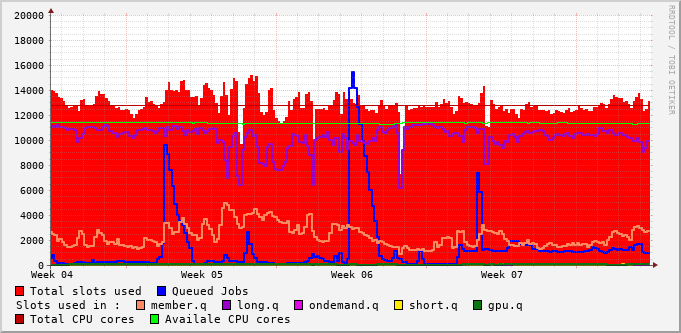 20000
18000
16000
14000
12000
10000
8000
6000
4000
2000
0
Week 04 Week 05 Week 06 Week 07
RRDTOOL / TOBI OETIKER
Total slots used Queued Jobs
Slots used in : member.q long.q ondemand.q short.q gpu.q
Total CPU cores Availale CPU cores